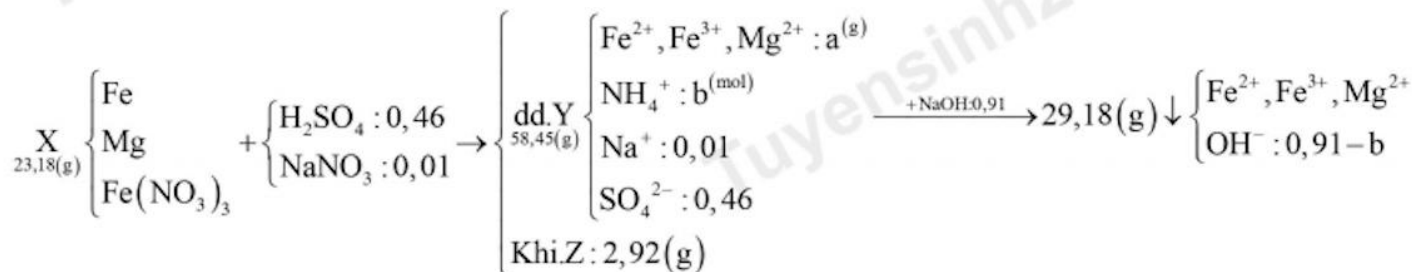 Fe
Mg
Fe(NO₃)₃
X
23,18(g)
+
H₂SO₄ : 0,46
NaNO₃ : 0,01
→
dd.Y
58,45(g)
Fe²⁺, Fe³⁺, Mg²⁺ : a⁽ᵍ⁾
NH₄⁺ : b⁽ᵐᵒˡ⁾
Na⁺ : 0,01
SO₄²⁻ : 0,46
Khi.Z : 2,92(g)
+NaOH:0,91
→ 29,18(g) ↓
Fe²⁺, Fe³⁺, Mg²⁺
OH⁻ : 0,91 − b